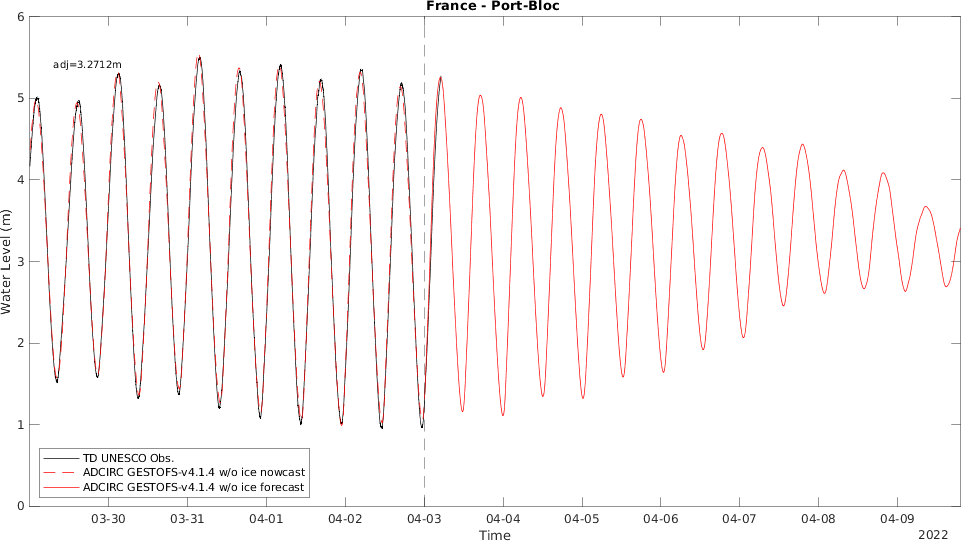 France - Port-Bloc
adj=3.2712m
6
5
4
3
2
1
0
Water Level (m)
TD UNESCO Obs.
ADCIRC GESTOFS-v4.1.4 w/o ice nowcast
ADCIRC GESTOFS-v4.1.4 w/o ice forecast
03-30 03-31 04-01 04-02 04-03 04-04 04-05 04-06 04-07 04-08 04-09
Time
2022